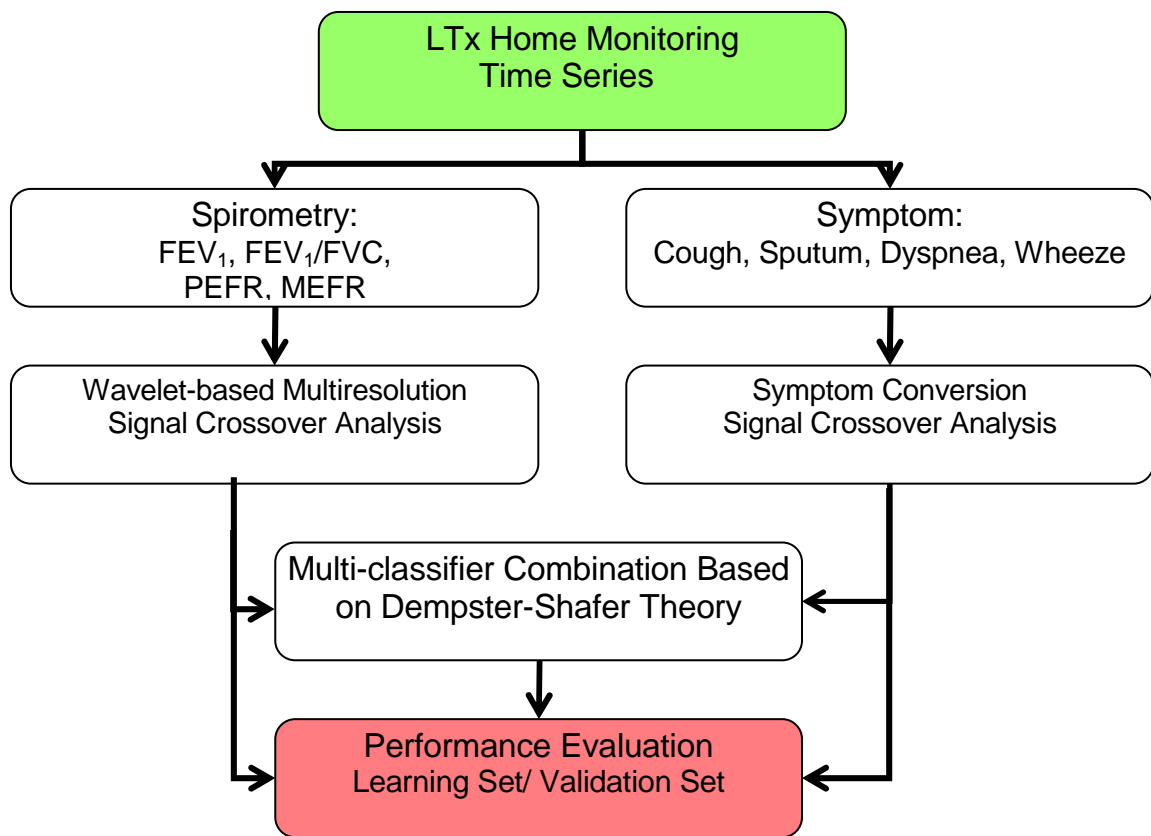 LTx Home Monitoring
Time Series
Spirometry:
FEV₁, FEV₁/FVC,
PEFR, MEFR
Symptom:
Cough, Sputum, Dyspnea, Wheeze
Wavelet-based Multiresolution
Signal Crossover Analysis
Symptom Conversion
Signal Crossover Analysis
Multi-classifier Combination Based
on Dempster-Shafer Theory
Performance Evaluation
Learning Set/ Validation Set